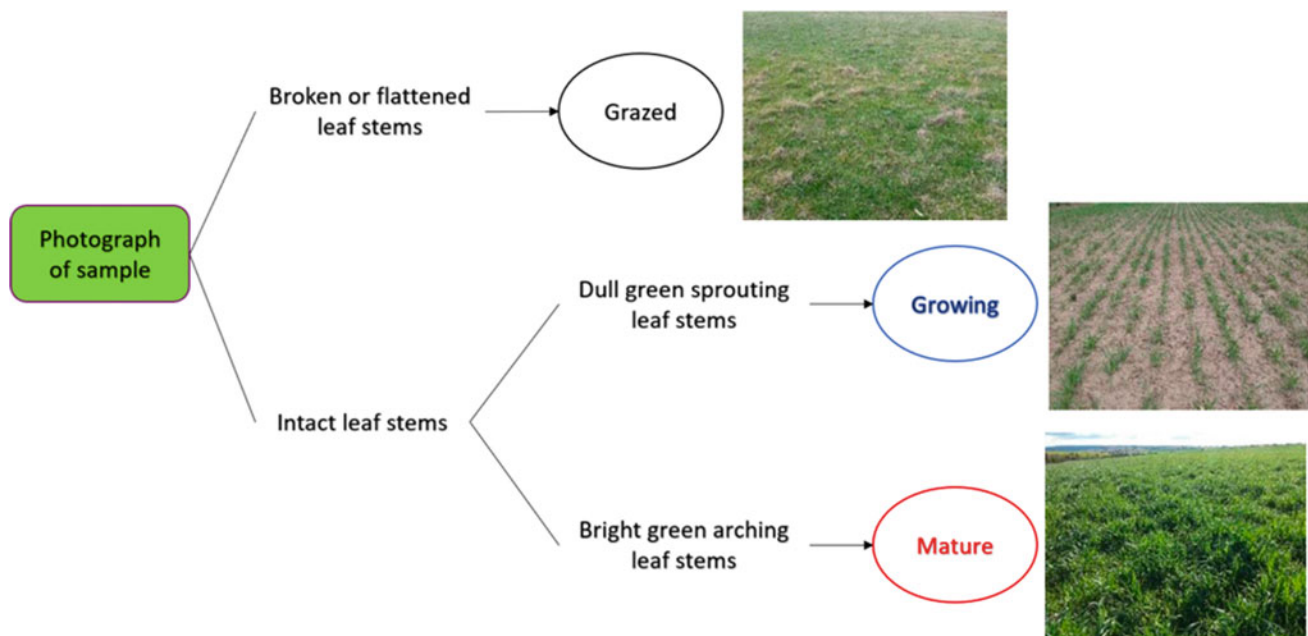 Broken or flattened
leaf stems
Grazed
Photograph
of sample
Dull green sprouting
leaf stems
Growing
Intact leaf stems
Bright green arching
leaf stems
Mature